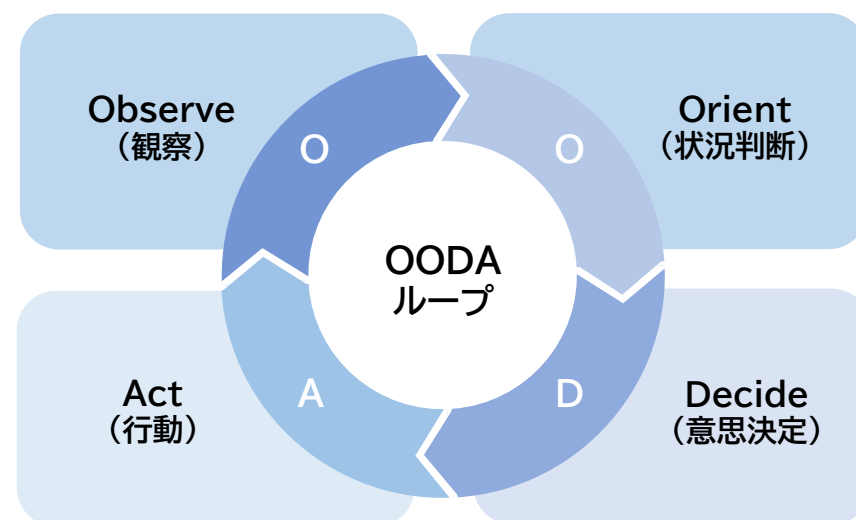 Observe
（観察）
O
O
Orient
（状況判断）
OODA
ループ
Act
（行動）
A
D
Decide
（意思決定）